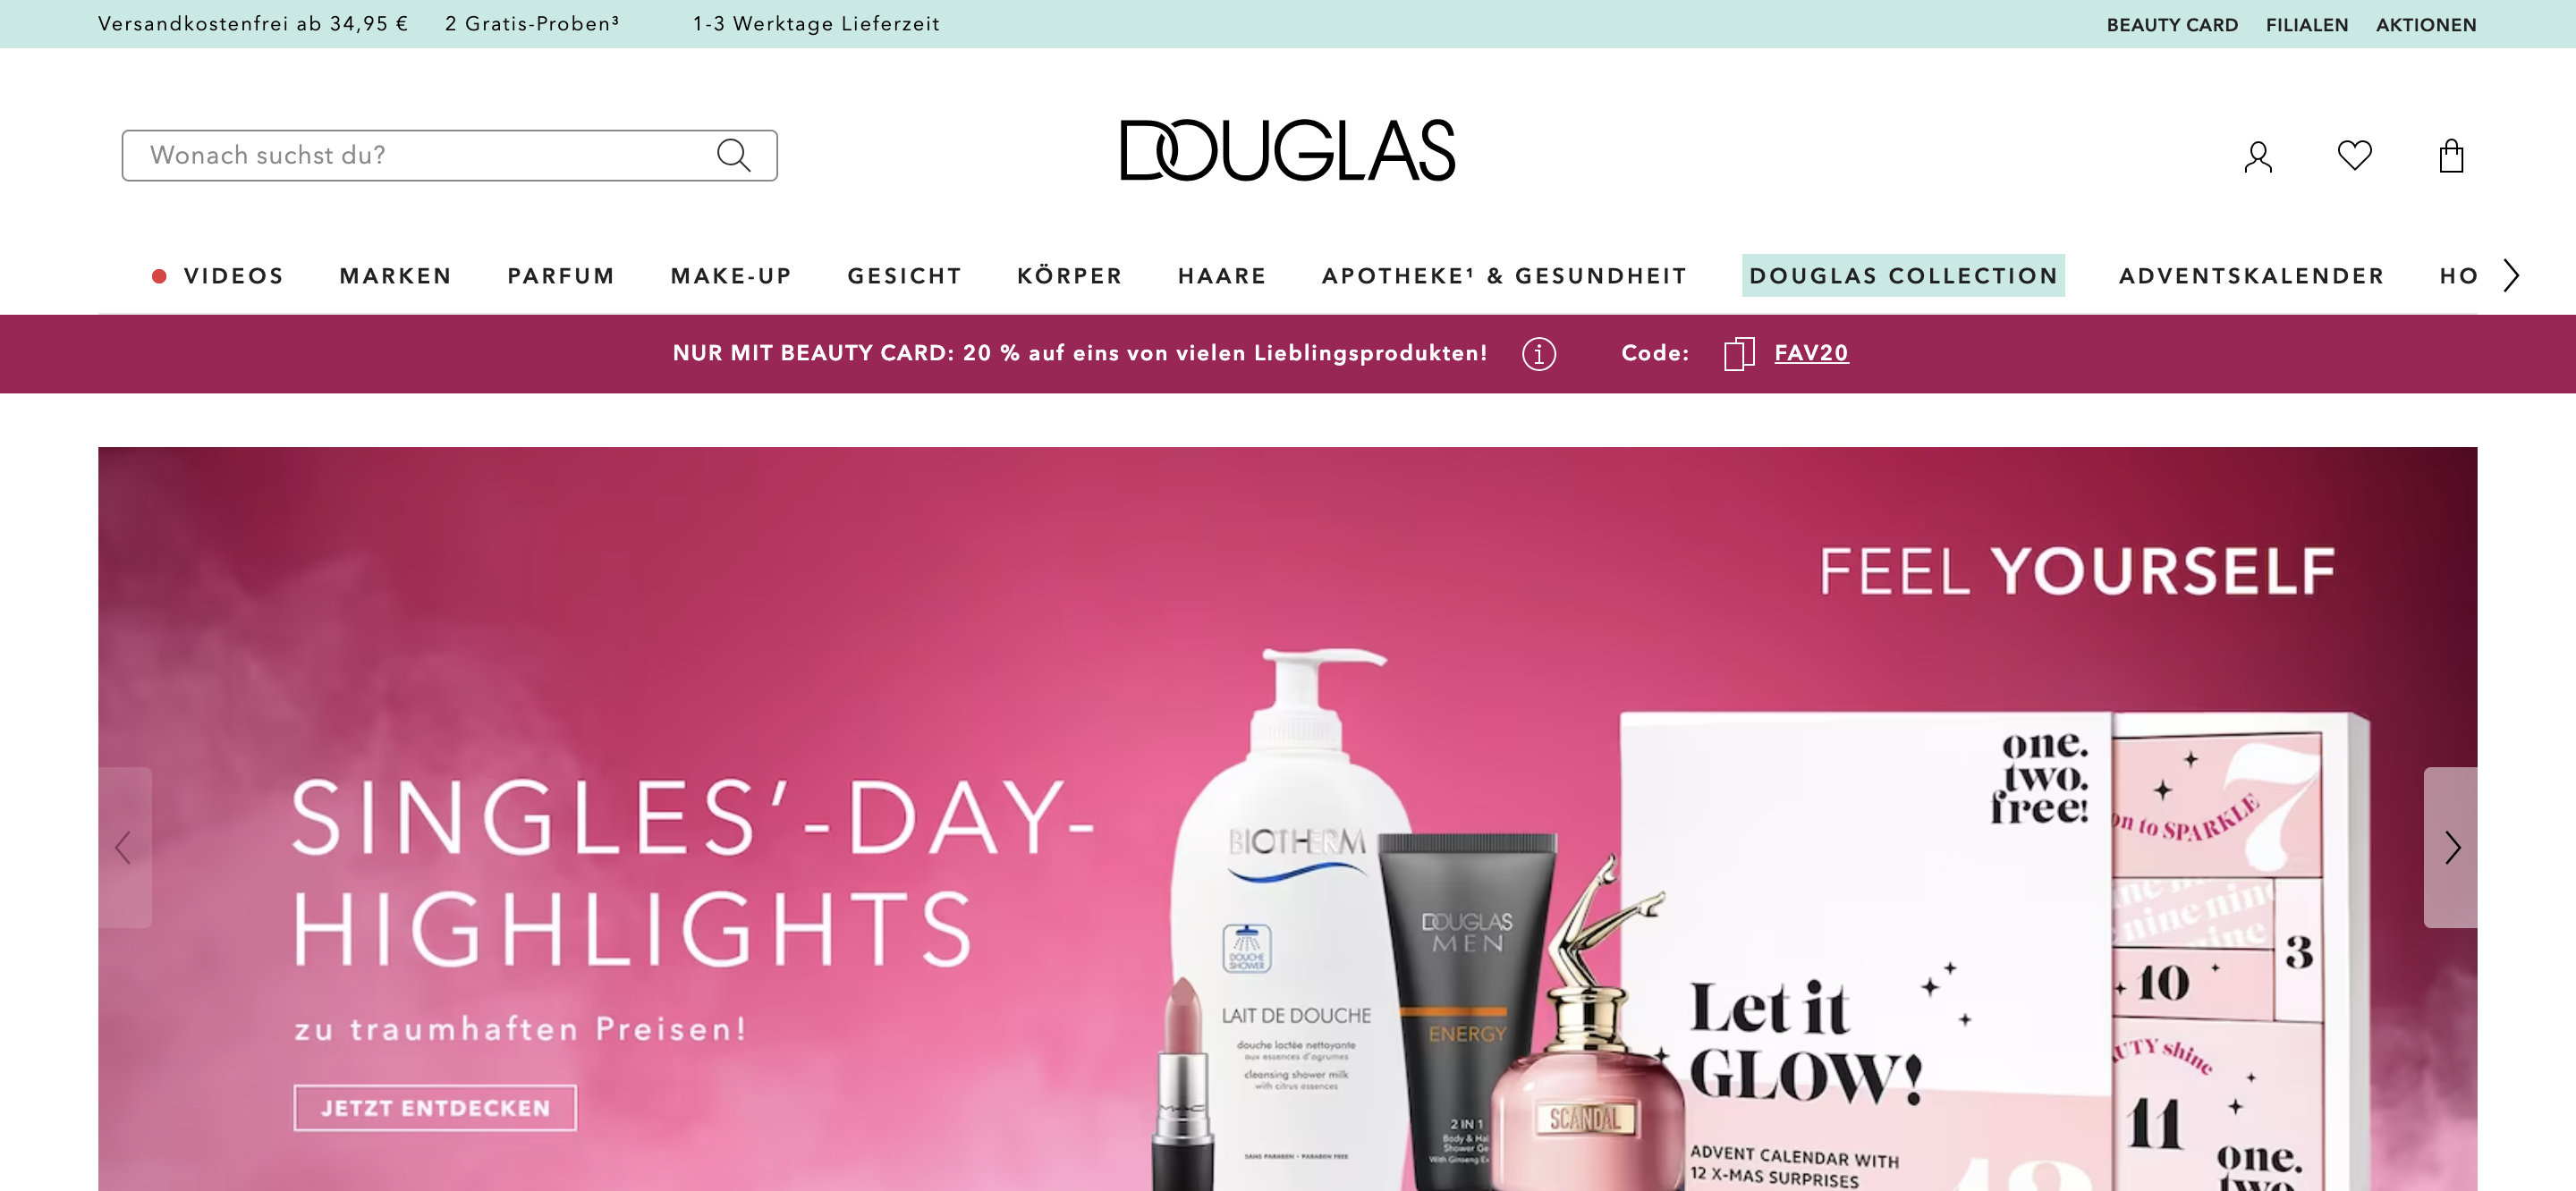 Versandkostenfrei ab 34,95 € 2 Gratis-Proben³ 1-3 Werktage Lieferzeit
BEAUTY CARD FILIALEN AKTIONEN
Wonach suchst du?
DOUGLAS
VIDEOS MARKEN PARFUM MAKE-UP GESICHT KÖRPER HAARE APOTHEKE¹ & GESUNDHEIT DOUGLAS COLLECTION ADVENTSKALENDER HO
NUR MIT BEAUTY CARD: 20 % auf eins von vielen Lieblingsprodukten! Code: FAV20
FEEL YOURSELF
SINGLES’-DAY-
HIGHLIGHTS
zu traumhaften Preisen!
JETZT ENTDECKEN
BIOTHERM
DOUCHE
SHOWER
LAIT DE DOUCHE
douche lactée nettoyante
aux essences d'agrumes
cleansing shower milk
with citrus essences
SANS PARABEN • PARABEN FREE
MAC
DOUGLAS
MEN
ENERGY
2 IN 1
Body & Hai
Shower Ge
With Ginseng Ex
SCANDAL
one.
two.
free!
Let it
GLOW!
ADVENT CALENDAR WITH
12 X-MAS SURPRISES
12
7
on to SPARKLE
nine nine
nine
3
10
UTY shine
11
one.
two.